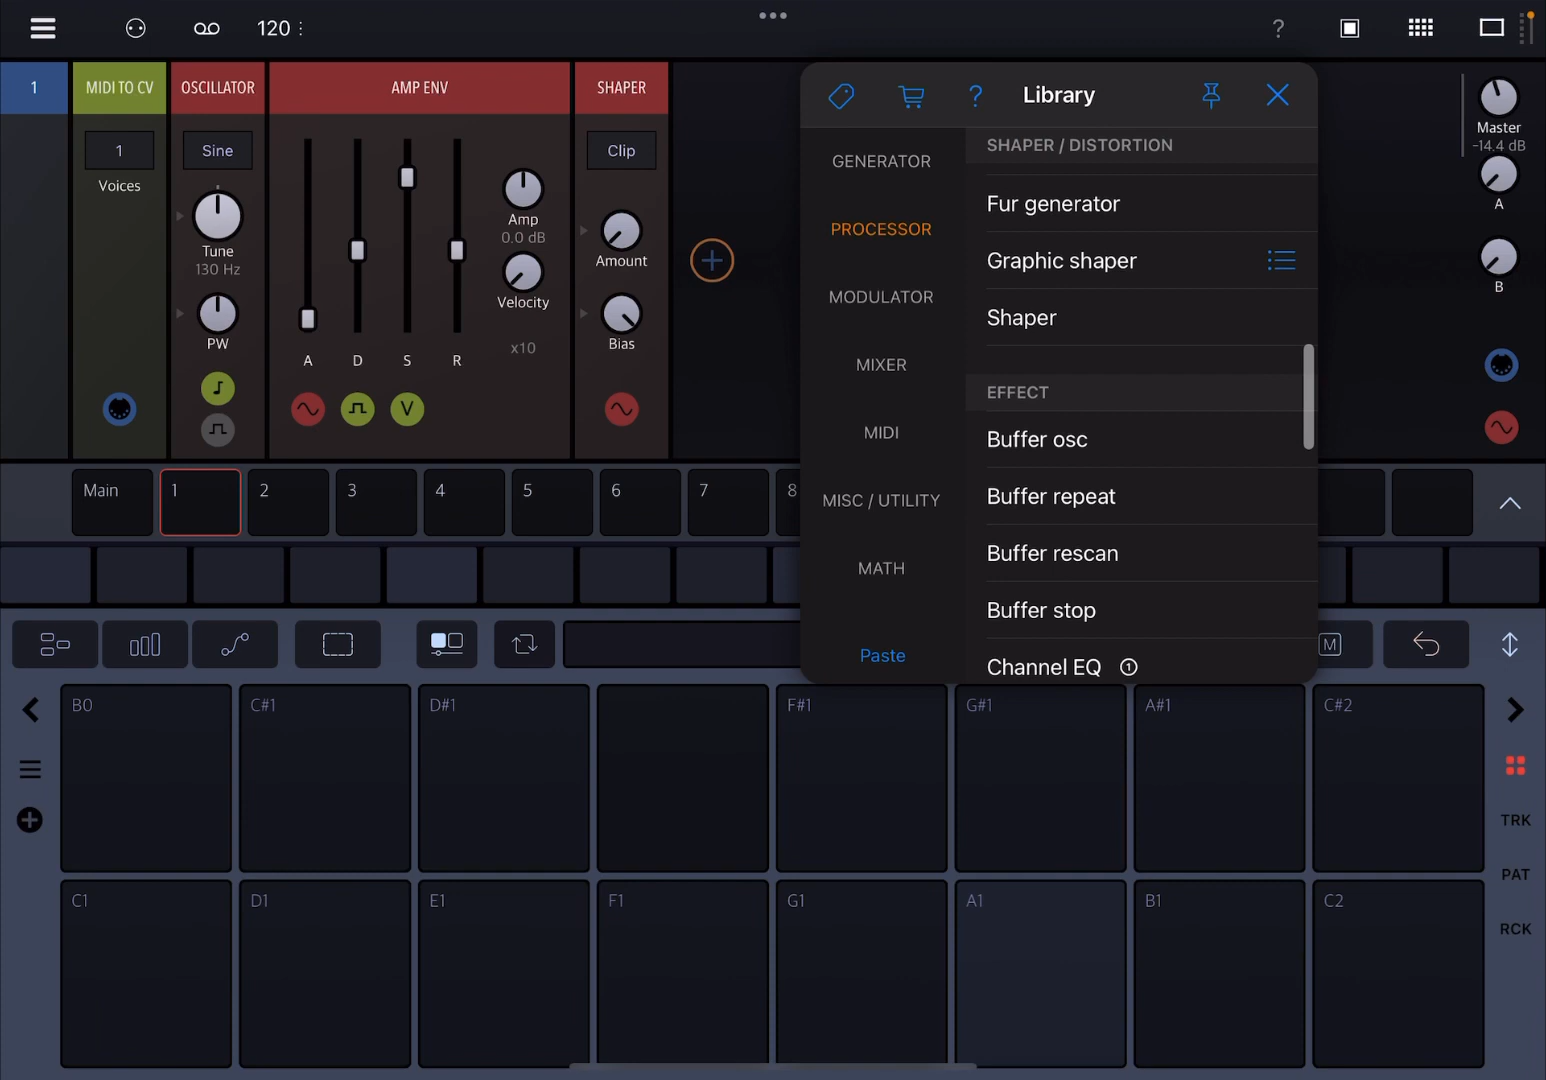 120
?
1
MIDI TO CV
OSCILLATOR
AMP ENV
SHAPER
1
Voices
Sine
Tune
130 Hz
PW
A
D
S
R
Amp
0.0 dB
Velocity
x10
V
Clip
Amount
Bias
?
Library
GENERATOR
PROCESSOR
MODULATOR
MIXER
MIDI
MISC / UTILITY
MATH
Paste
SHAPER / DISTORTION
Fur generator
Graphic shaper
Shaper
EFFECT
Buffer osc
Buffer repeat
Buffer rescan
Buffer stop
Channel EQ 1
Master
-14.4 dB
A
B
Main
1
2
3
4
5
6
7
8
M
B0
C#1
D#1
F#1
G#1
A#1
C#2
C1
D1
E1
F1
G1
A1
B1
C2
TRK
PAT
RCK